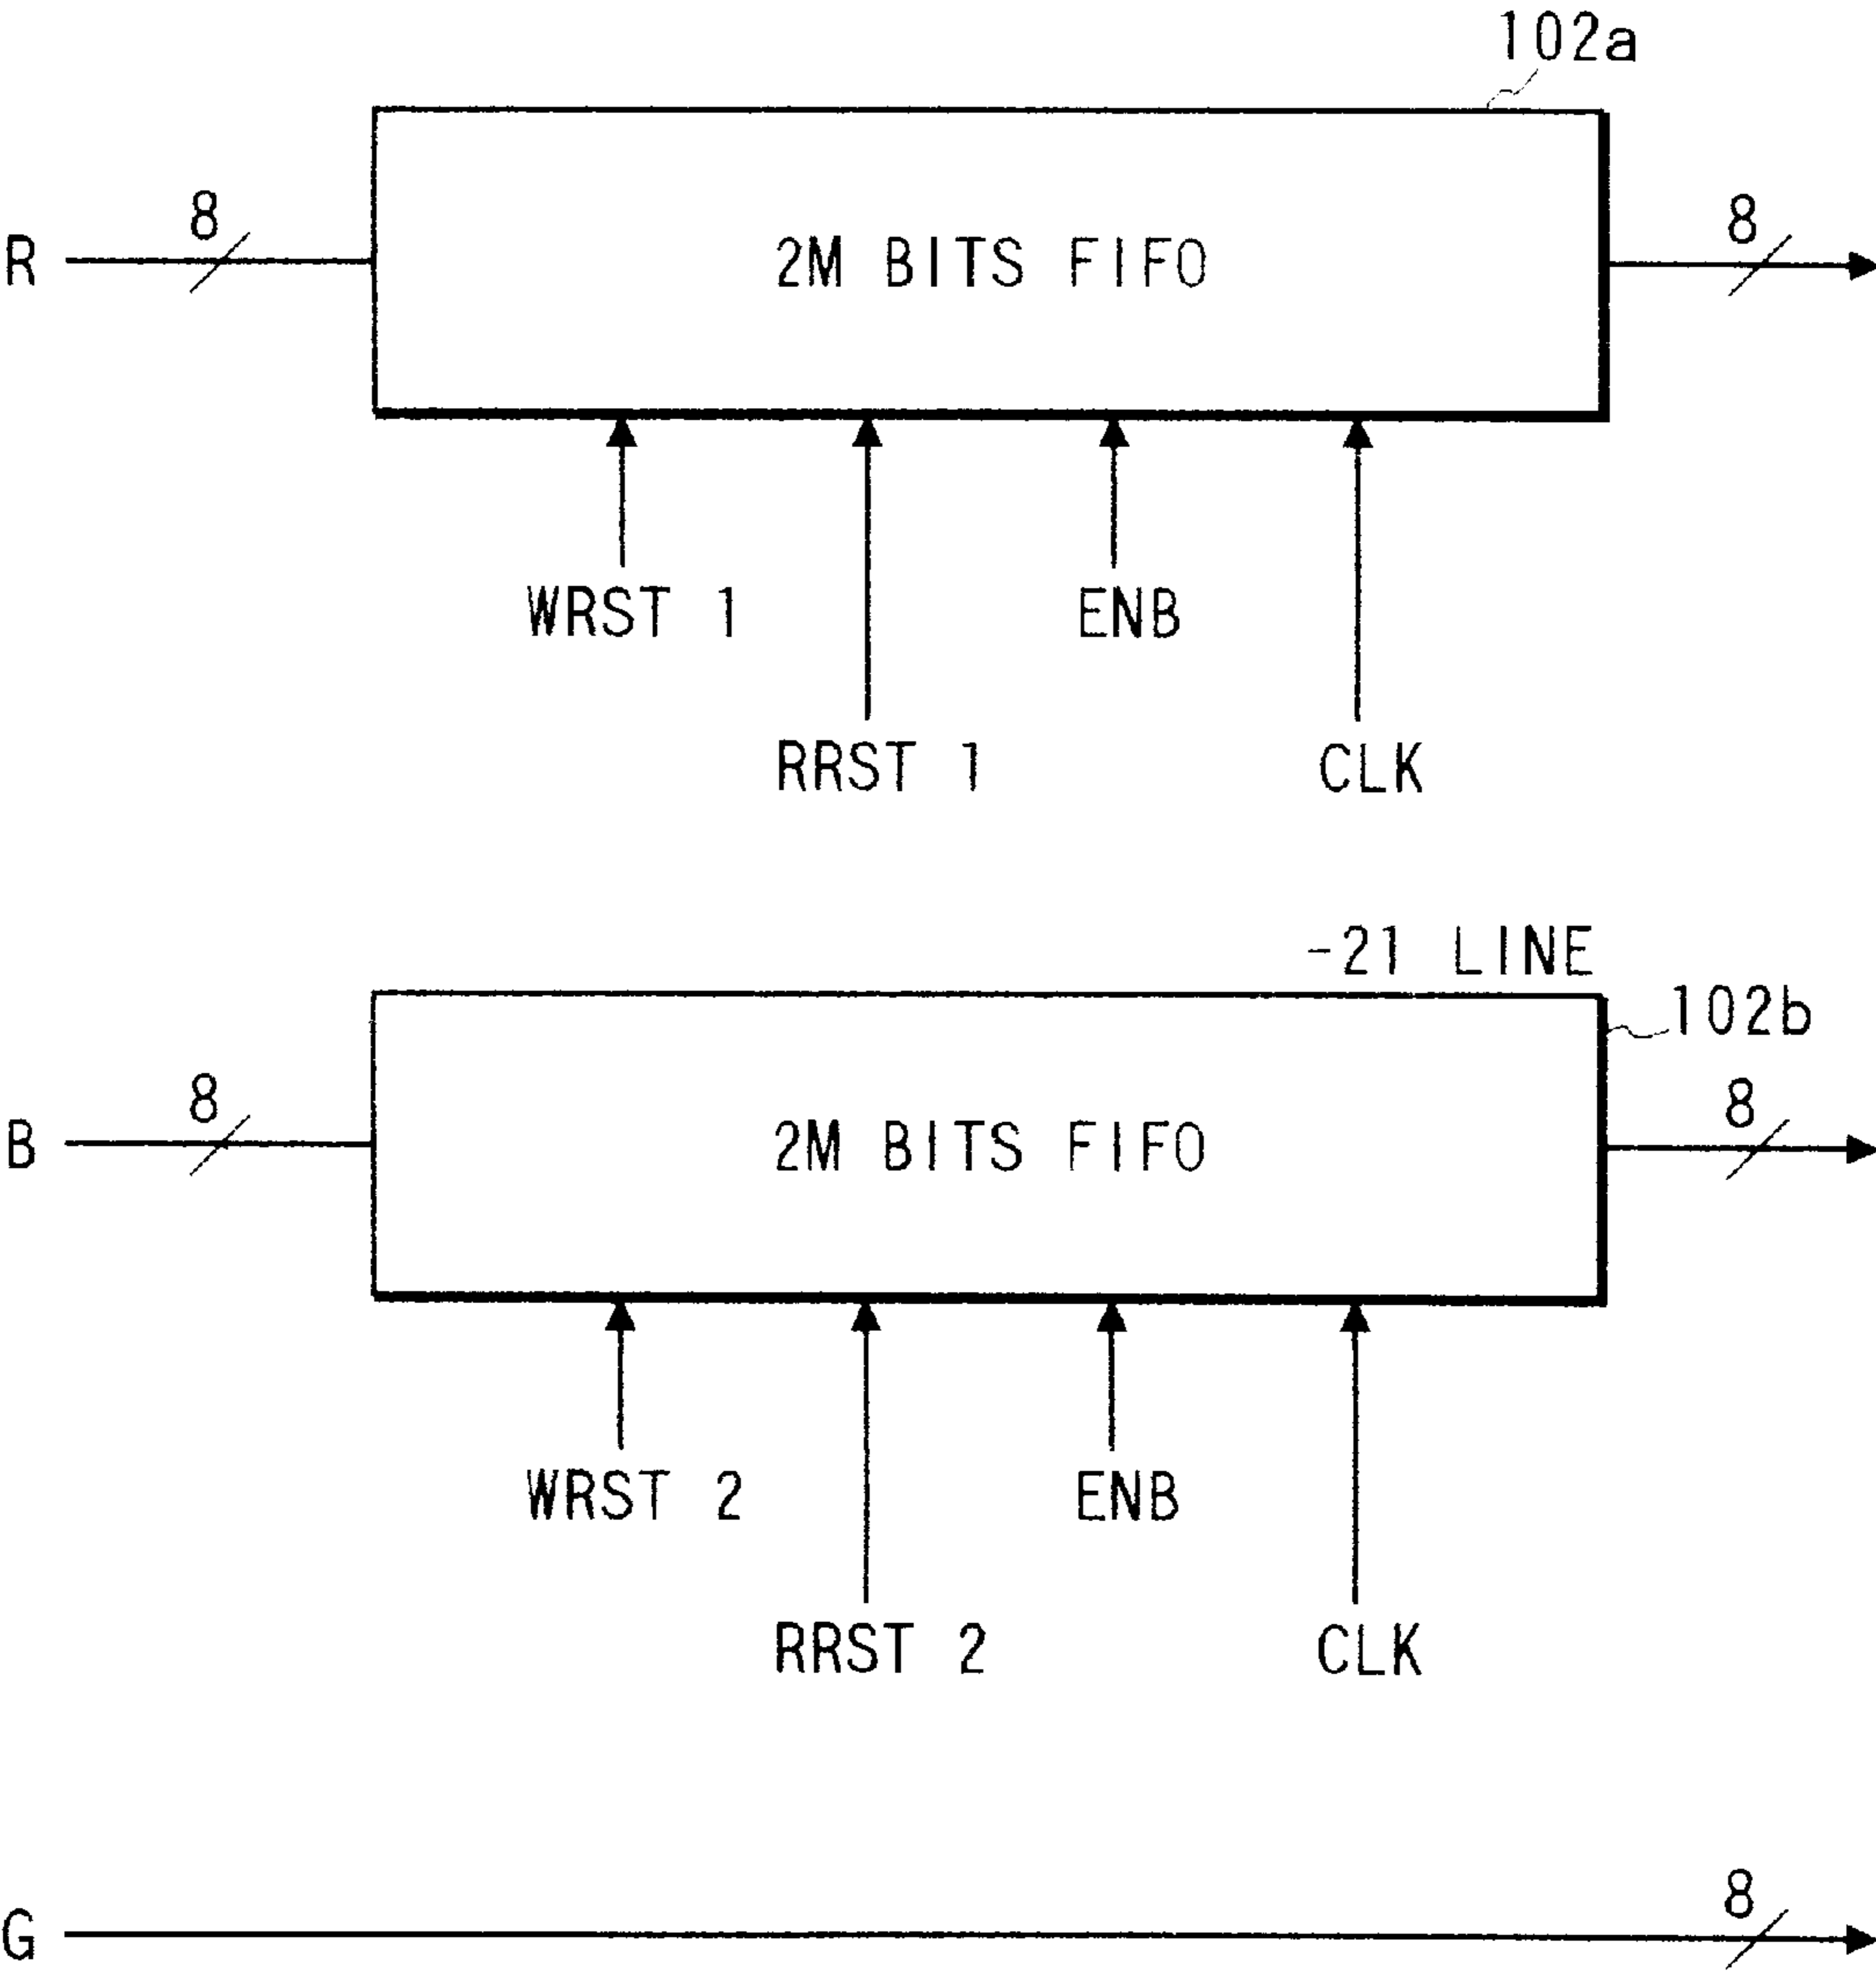 102a
R
8
2M BITS FIFO
8
WRST 1
ENB
RRST 1
CLK
-21 LINE
102b
B
8
2M BITS FIFO
8
WRST 2
ENB
RRST 2
CLK
G
8